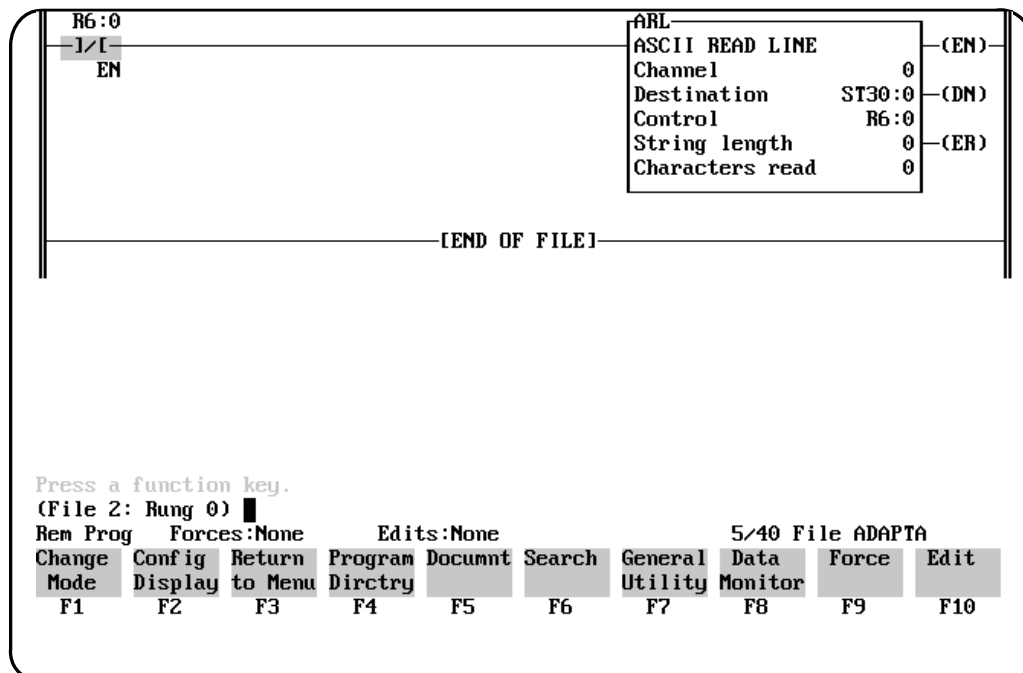 R6:0
ARL
]/[
ASCII READ LINE
(EN)
EN
Channel 0
Destination ST30:0
(DN)
Control R6:0
String length 0
(ER)
Characters read 0
[END OF FILE]
Press a function key.
(File 2: Rung 0)
Rem Prog Forces:None Edits:None 5/40 File ADAPTA
Change Config Return Program Documnt Search General Data Force Edit
Mode Display to Menu Dirctry Utility Monitor
F1 F2 F3 F4 F5 F6 F7 F8 F9 F10